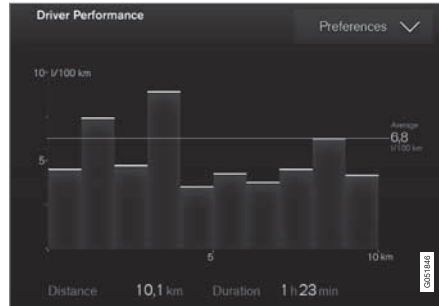 Driver Performance
Preferences
10 l/100 km
Average
6,8
l/100 km
5
5
10 km
Distance 10,1 km Duration 1 h 23 min
G051846